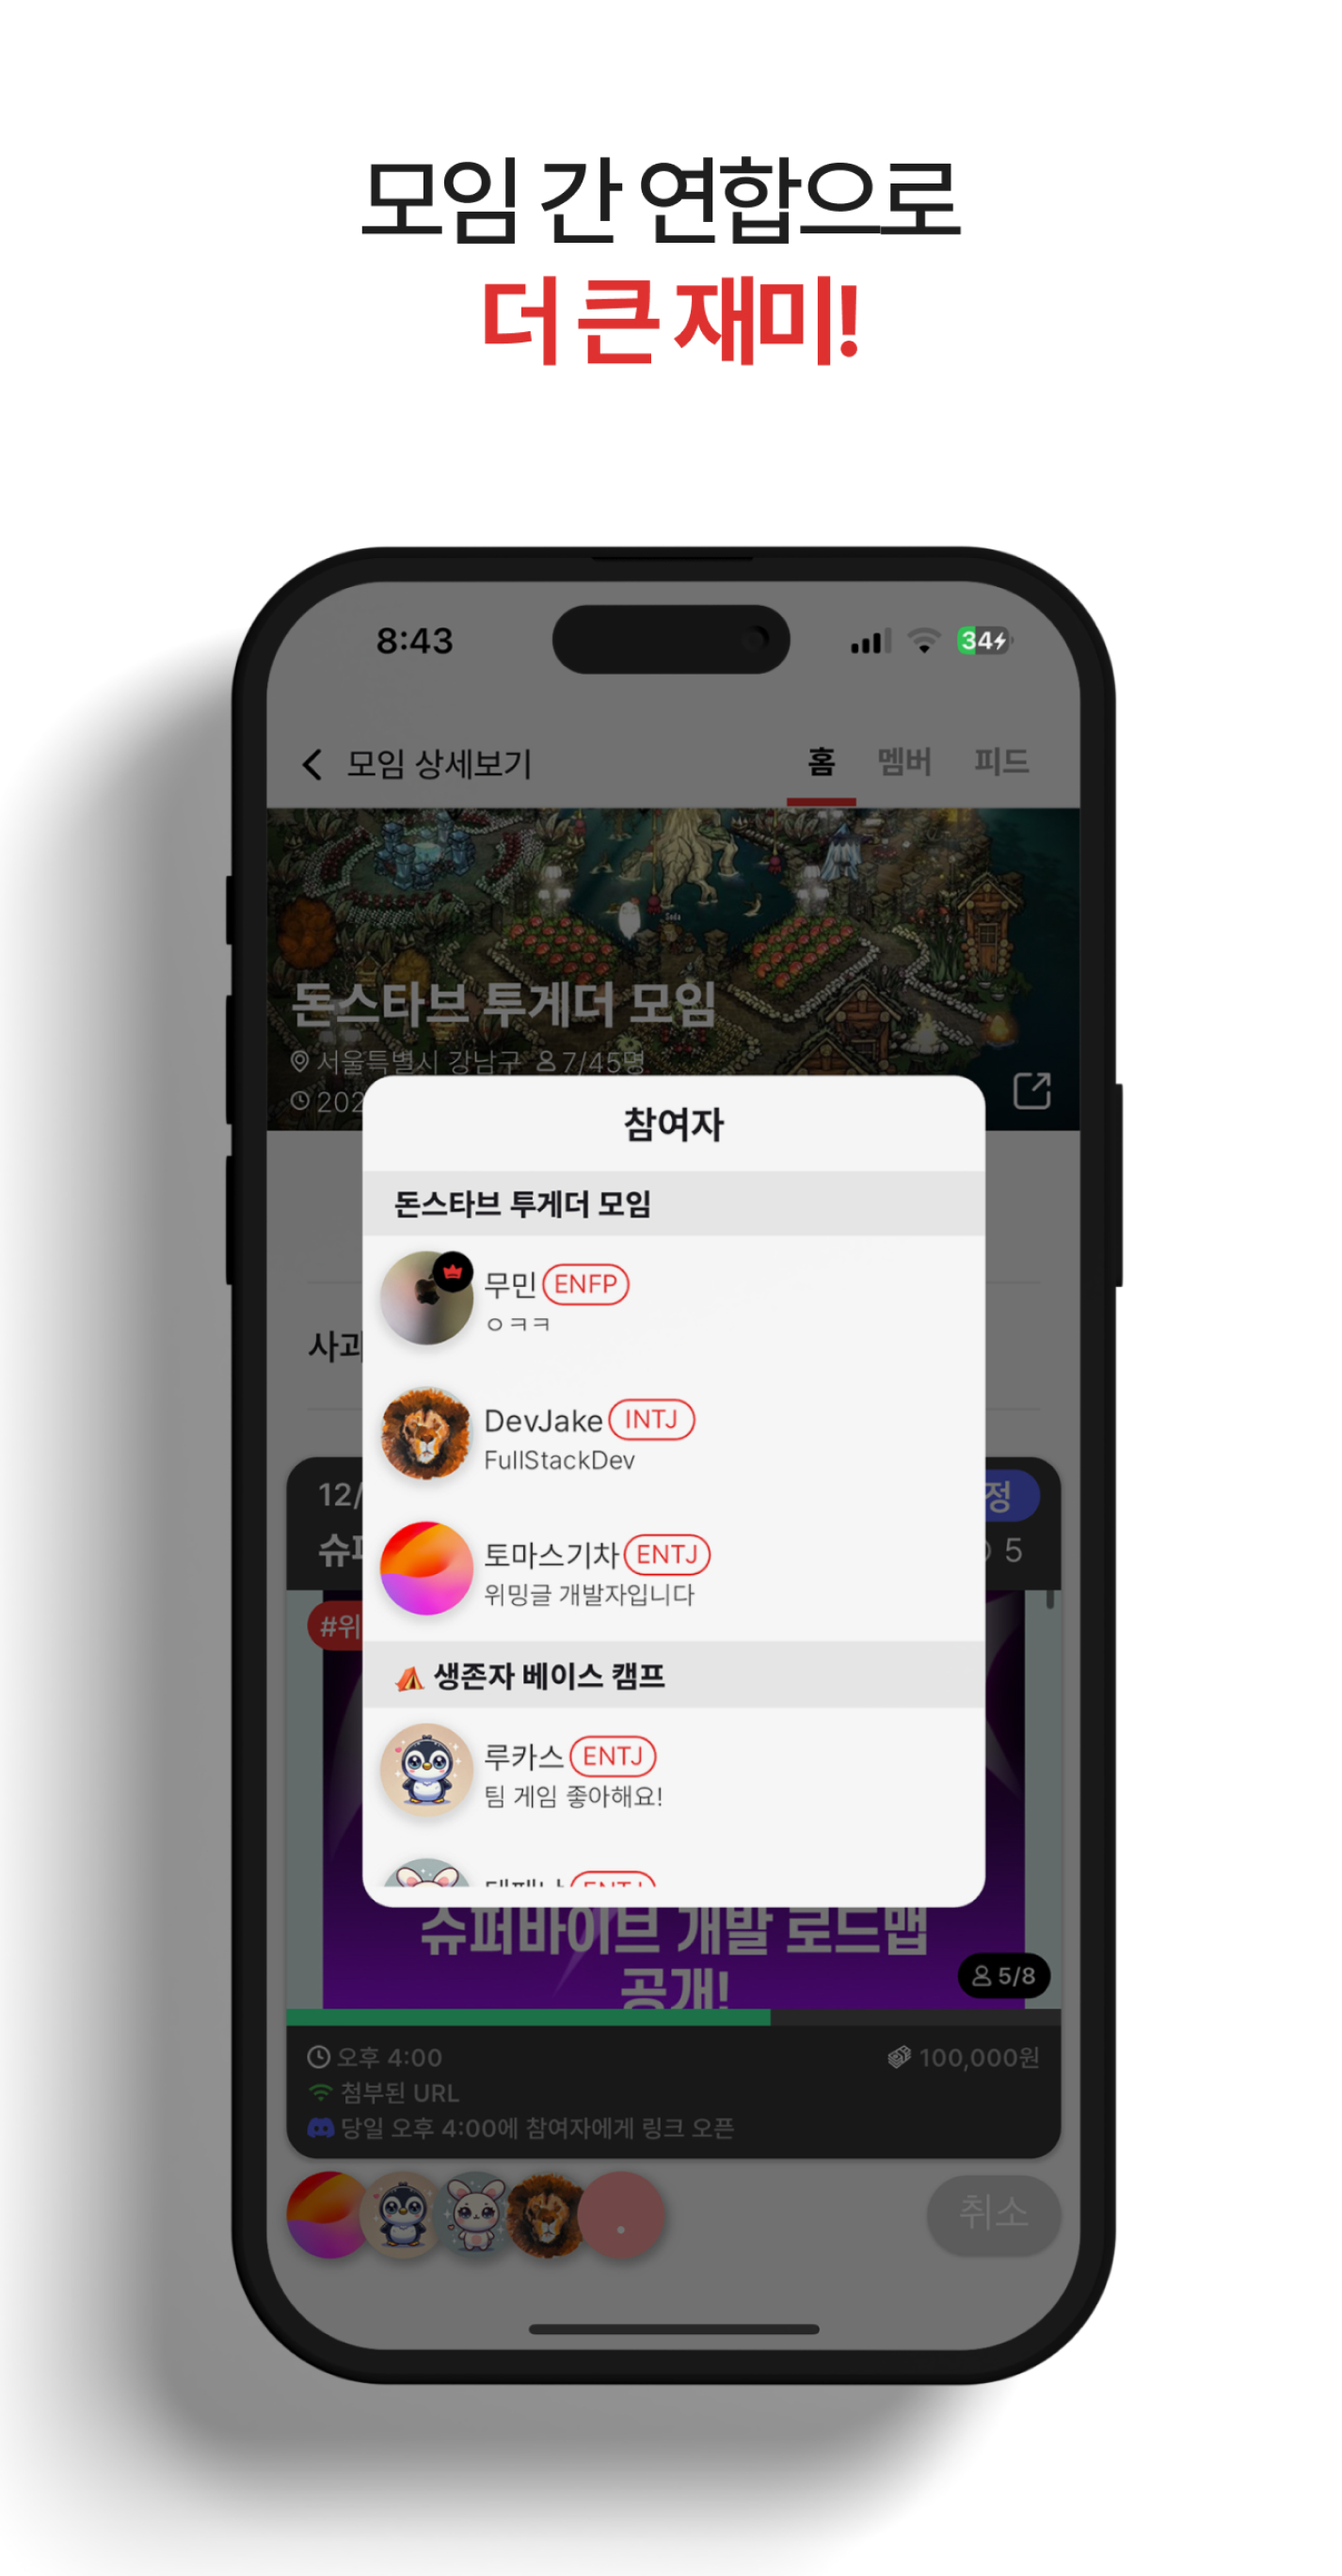 모임 간 연합으로
더 큰 재미!
8:43
34
모임 상세보기
홈 멤버 피드
돈스타브 투게더 모임
서울특별시 강남구 7/45명
202
참여자
돈스타브 투게더 모임
무민 ENFP
ㅇㅋㅋ
사과
DevJake INTJ
FullStackDev
12/
정
슈퍼
5
토마스기차 ENTJ
위밍글 개발자입니다
#위
생존자 베이스 캠프
루카스 ENTJ
팀 게임 좋아해요!
ENTJ
슈퍼바이브 개발 로드맵
공개!
5/8
오후 4:00
100,000원
첨부된 URL
당일 오후 4:00에 참여자에게 링크 오픈
취소